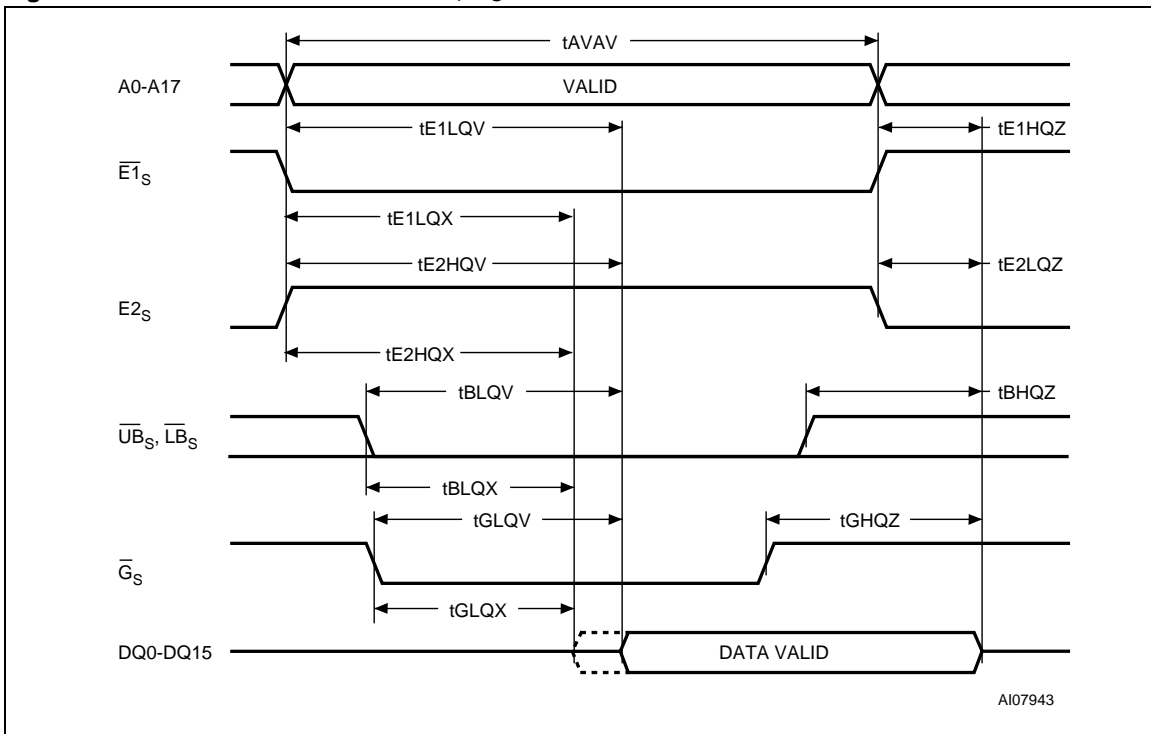 tAVAV
A0-A17
VALID
tE1LQV
tE1HQZ
E1S
tE1LQX
tE2HQV
tE2LQZ
E2S
tE2HQX
tBLQV
tBHQZ
UBS, LBS
tBLQX
tGLQV
tGHQZ
GS
tGLQX
DQ0-DQ15
DATA VALID
AI07943